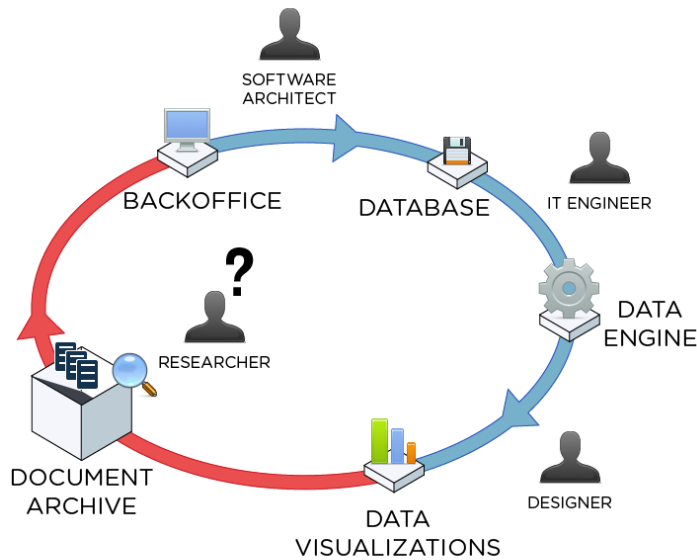 SOFTWARE
ARCHITECT
BACKOFFICE
DATABASE
IT ENGINEER
?
DATA
ENGINE
RESEARCHER
DOCUMENT
ARCHIVE
DATA
VISUALIZATIONS
DESIGNER